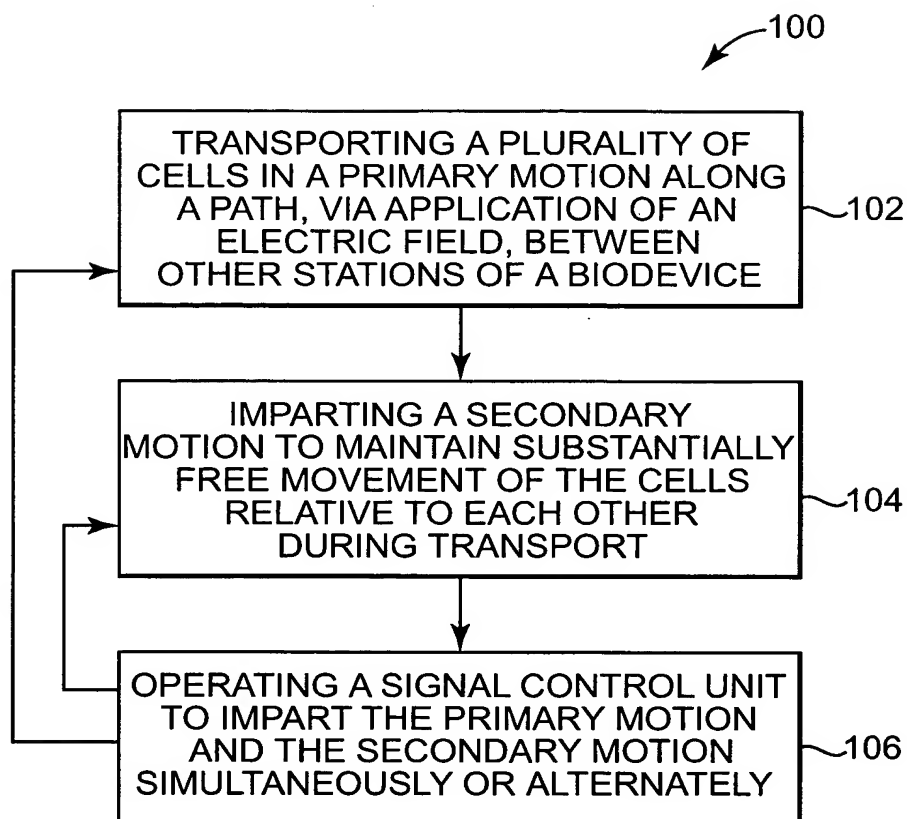 100
TRANSPORTING A PLURALITY OF
CELLS IN A PRIMARY MOTION ALONG
A PATH, VIA APPLICATION OF AN
ELECTRIC FIELD, BETWEEN
OTHER STATIONS OF A BIODEVICE
102
IMPARTING A SECONDARY
MOTION TO MAINTAIN SUBSTANTIALLY
FREE MOVEMENT OF THE CELLS
RELATIVE TO EACH OTHER
DURING TRANSPORT
104
OPERATING A SIGNAL CONTROL UNIT
TO IMPART THE PRIMARY MOTION
AND THE SECONDARY MOTION
SIMULTANEOUSLY OR ALTERNATELY
106